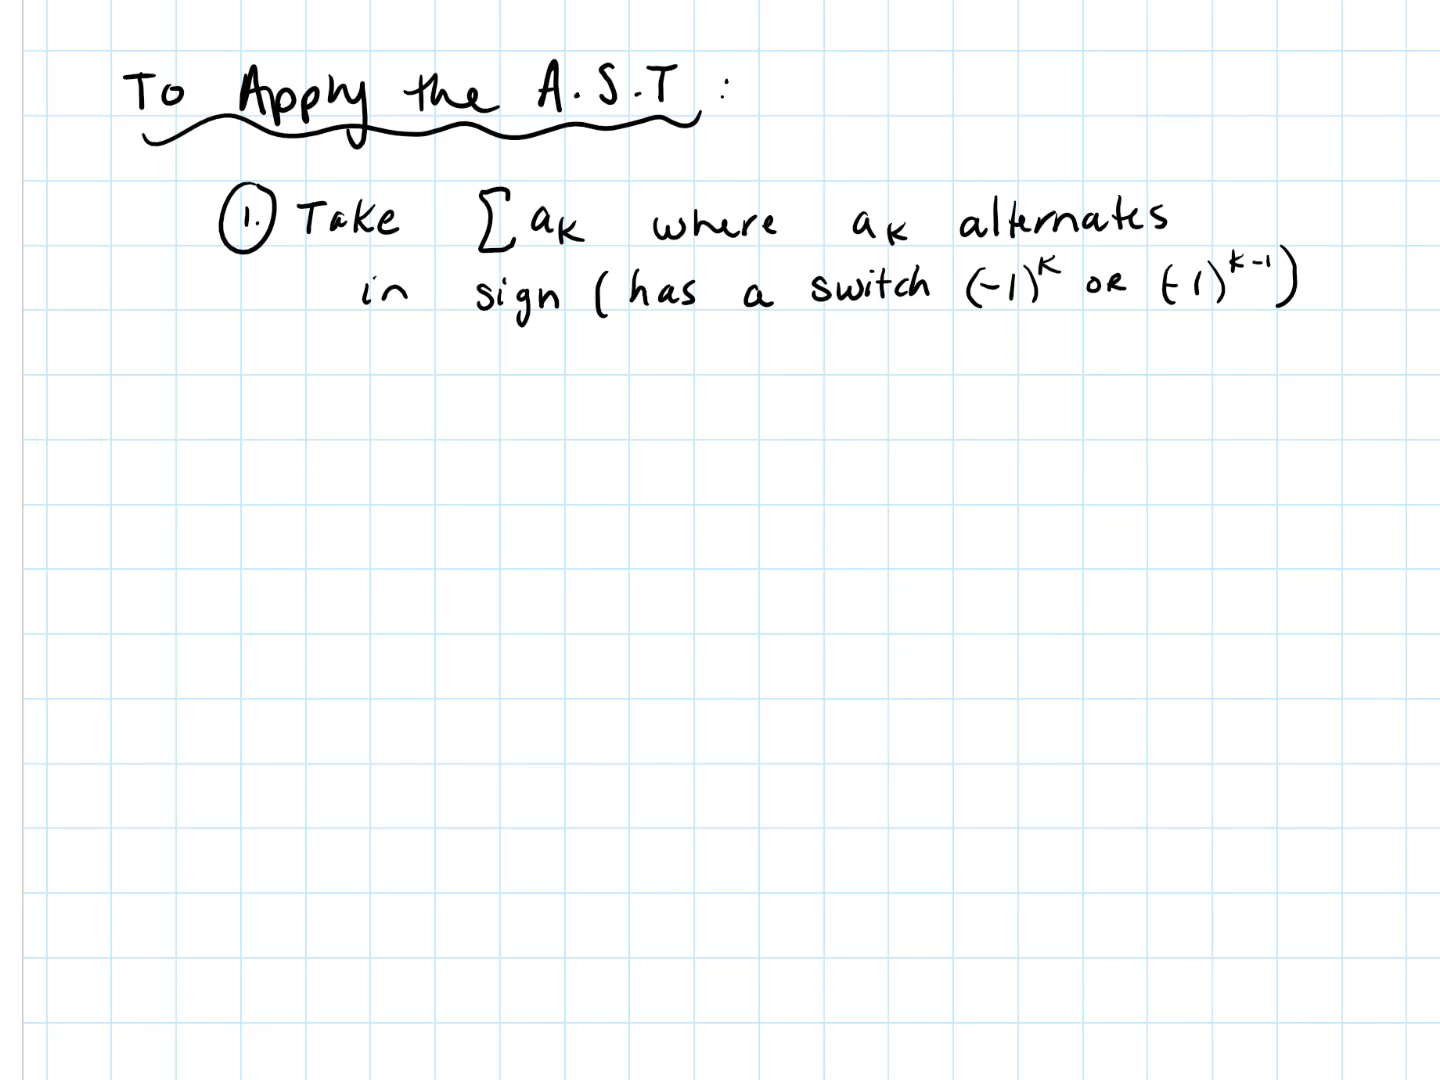 To Apply the A.S.T :
1. Take Σ aₖ where aₖ alternates
in sign (has a switch (-1)^k or (-1)^k-1)